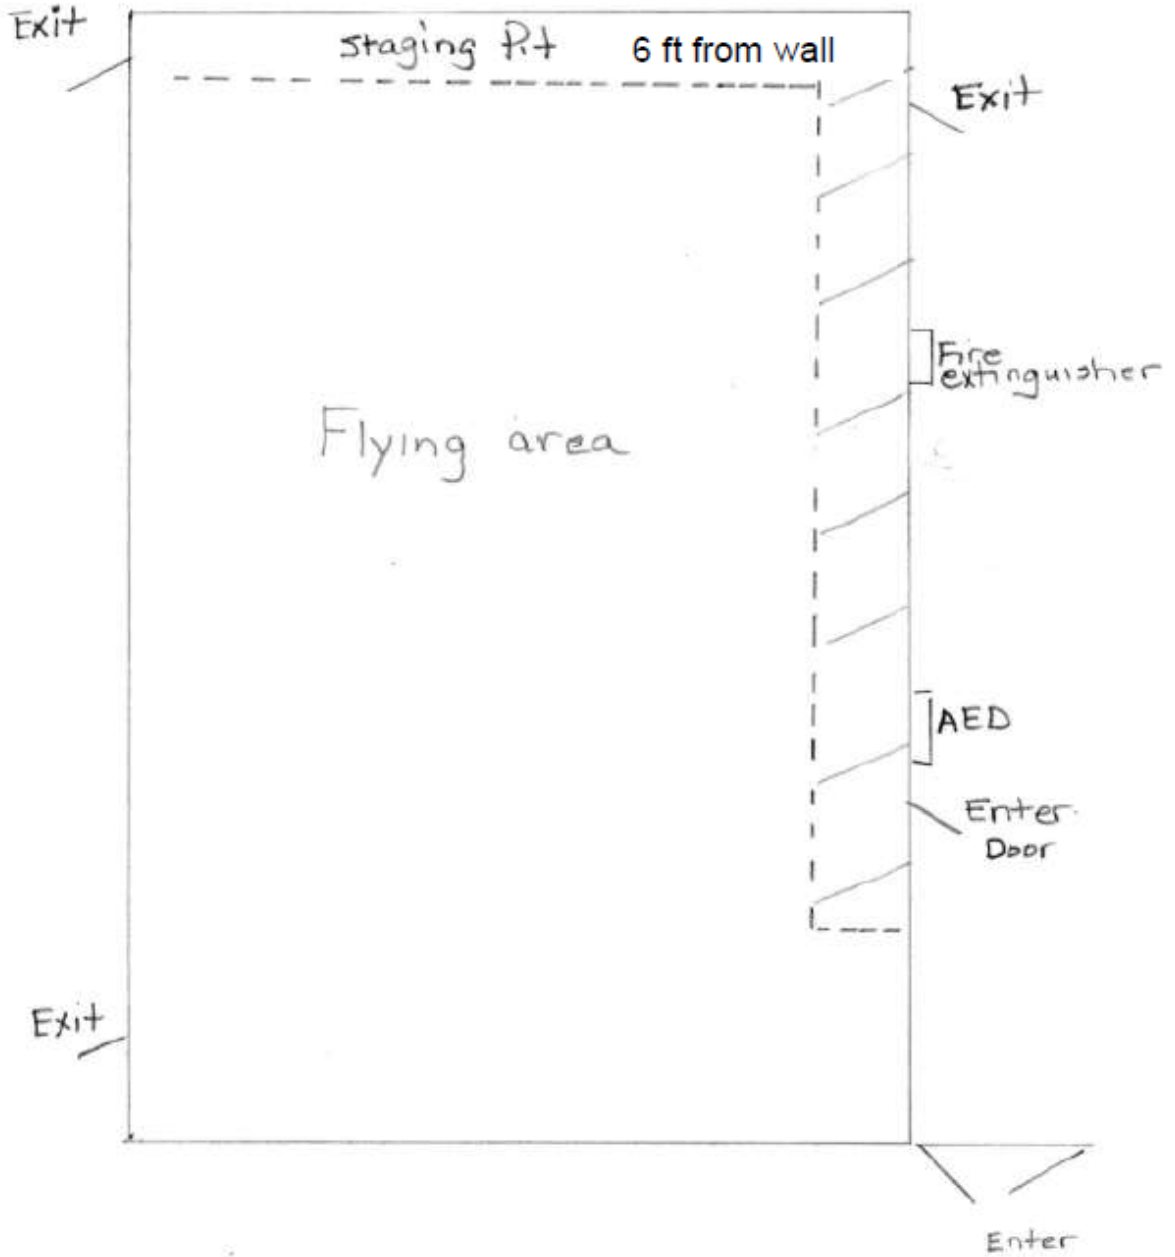 Exit
staging Pit 6 ft from wall
Exit
Fire
extinguisher
Flying area
AED
Enter
Door
Exit
Enter